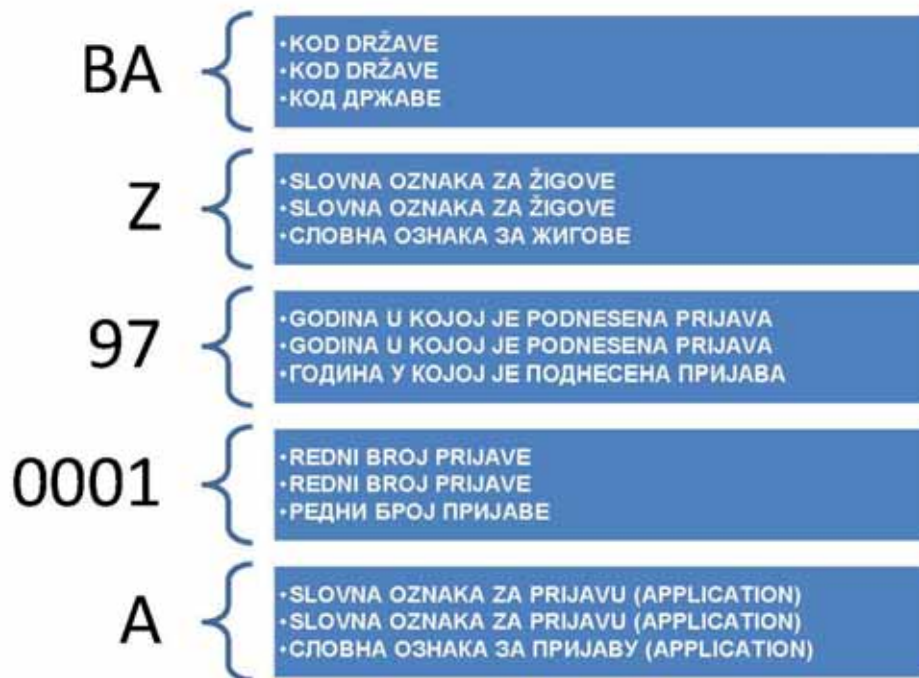 BA
•KOD DRŽAVE
•KOD DRŽAVE
•КОД ДРЖАВЕ
Z
•SLOVNA OZNAKA ZA ŽIGOVE
•SLOVNA OZNAKA ZA ŽIGOVE
•СЛОВНА ОЗНАКА ЗА ЖИГОВЕ
97
•GODINA U KOJOJ JE PODNESENA PRIJAVA
•GODINA U KOJOJ JE PODNESENA PRIJAVA
•ГОДИНА У КОЈОЈ ЈЕ ПОДНЕСЕНА ПРИЈАВА
0001
•REDNI BROJ PRIJAVE
•REDNI BROJ PRIJAVE
•РЕДНИ БРОЈ ПРИЈАВЕ
A
•SLOVNA OZNAKA ZA PRIJAVU (APPLICATION)
•SLOVNA OZNAKA ZA PRIJAVU (APPLICATION)
•СЛОВНА ОЗНАКА ЗА ПРИЈАВУ (APPLICATION)